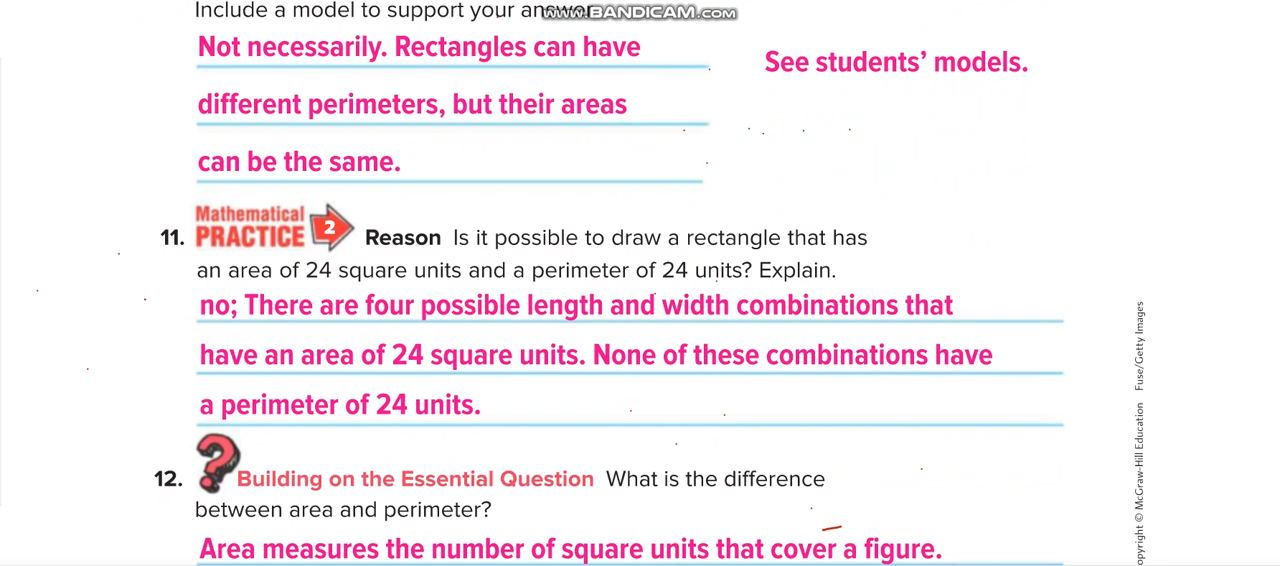 Include a model to support your answer.
www.BANDICAM.com
Not necessarily. Rectangles can have
See students’ models.
different perimeters, but their areas
can be the same.
Mathematical
PRACTICE
2
11. Reason Is it possible to draw a rectangle that has
an area of 24 square units and a perimeter of 24 units? Explain.
no; There are four possible length and width combinations that
have an area of 24 square units. None of these combinations have
a perimeter of 24 units.
12. Building on the Essential Question What is the difference
between area and perimeter?
Area measures the number of square units that cover a figure.
opyright © McGraw-Hill Education Fuse/Getty Images